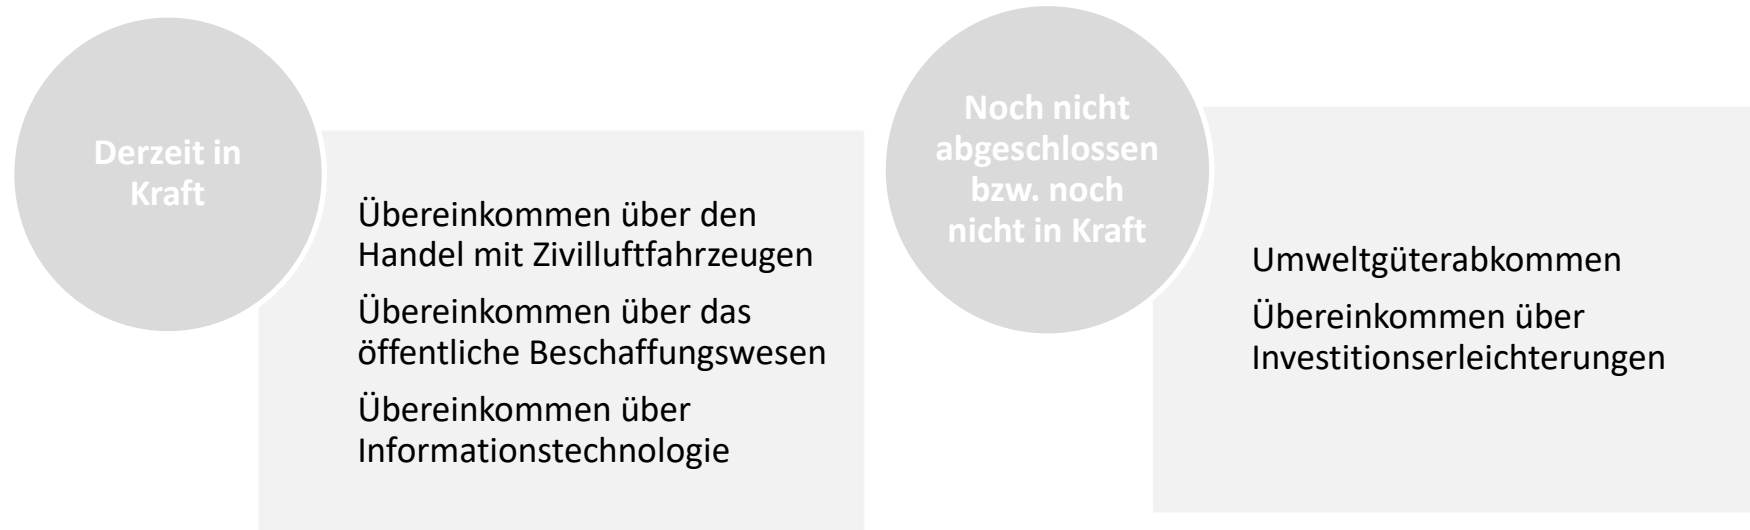 Derzeit in
Kraft
Übereinkommen über den
Handel mit Zivilluftfahrzeugen
Übereinkommen über das
öffentliche Beschaffungswesen
Übereinkommen über
Informationstechnologie
Noch nicht
abgeschlossen
bzw. noch
nicht in Kraft
Umweltgüterabkommen
Übereinkommen über
Investitionserleichterungen